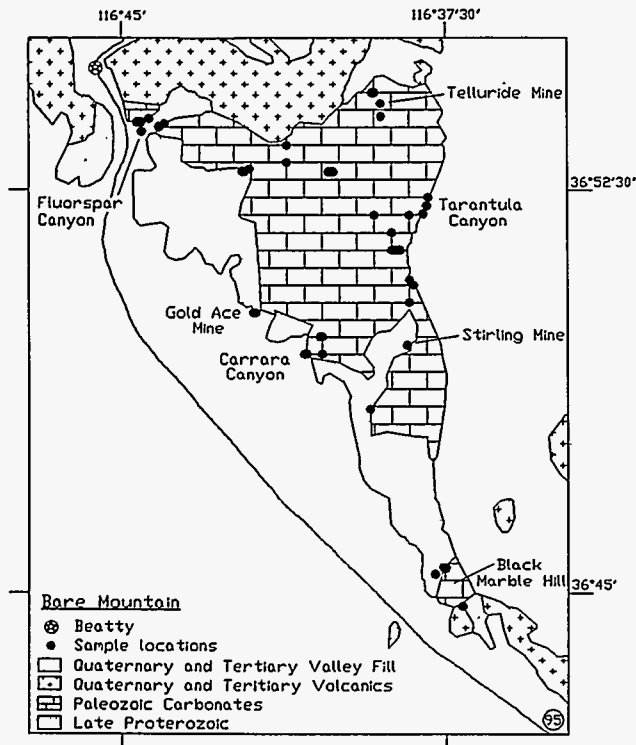 116°45'
116°37'30
Telluride Mine
36°52'30
Fluorspar
Canyon
Tarantula
Canyon
Gold Ace
Mine
Stirling Mine
Carrara
Canyon
Black
Marble Hill
36°45'
Bare Mountain
Beatty
Sample locations
Quaternary and Tertiary Valley Fill
Quaternary and Teritiary Volcanics
Paleozoic Carbonates
Late Proterozoic
95